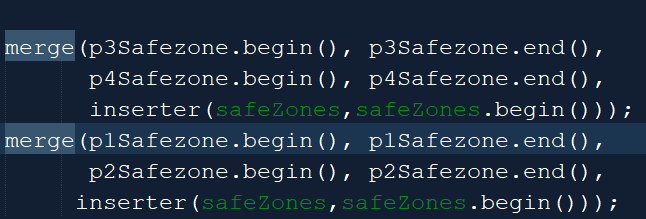 merge(p3Safezone.begin(), p3Safezone.end(),
p4Safezone.begin(), p4Safezone.end(),
inserter(safeZones,safeZones.begin()));
merge(p1Safezone.begin(), p1Safezone.end(),
p2Safezone.begin(), p2Safezone.end(),
inserter(safeZones,safeZones.begin()));